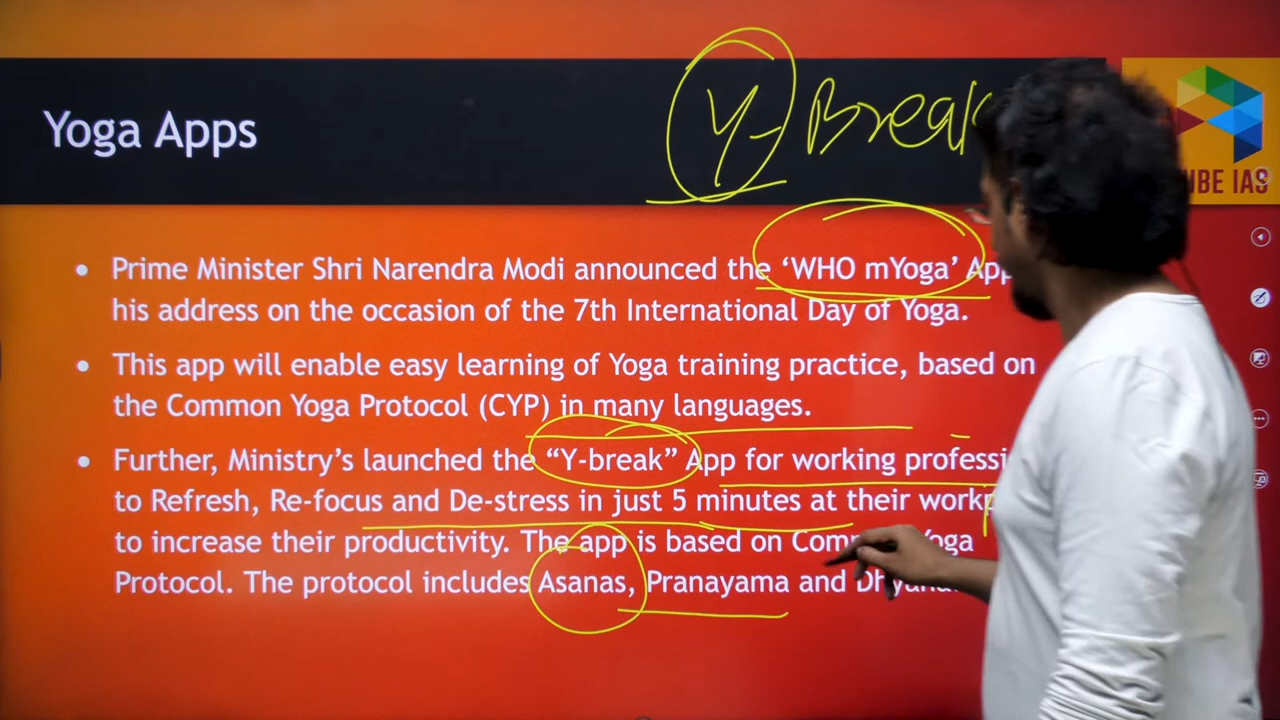 Y-Break
Yoga Apps
IAS
Prime Minister Shri Narendra Modi announced the ‘WHO mYoga’ App
his address on the occasion of the 7th International Day of Yoga.
This app will enable easy learning of Yoga training practice, based on
the Common Yoga Protocol (CYP) in many languages.
Further, Ministry’s launched the “Y-break” App for working
to Refresh, Re-focus and De-stress in just 5 minutes at their
to increase their productivity. The app is based on Yoga
Protocol. The protocol includes Asanas, Pranayama and